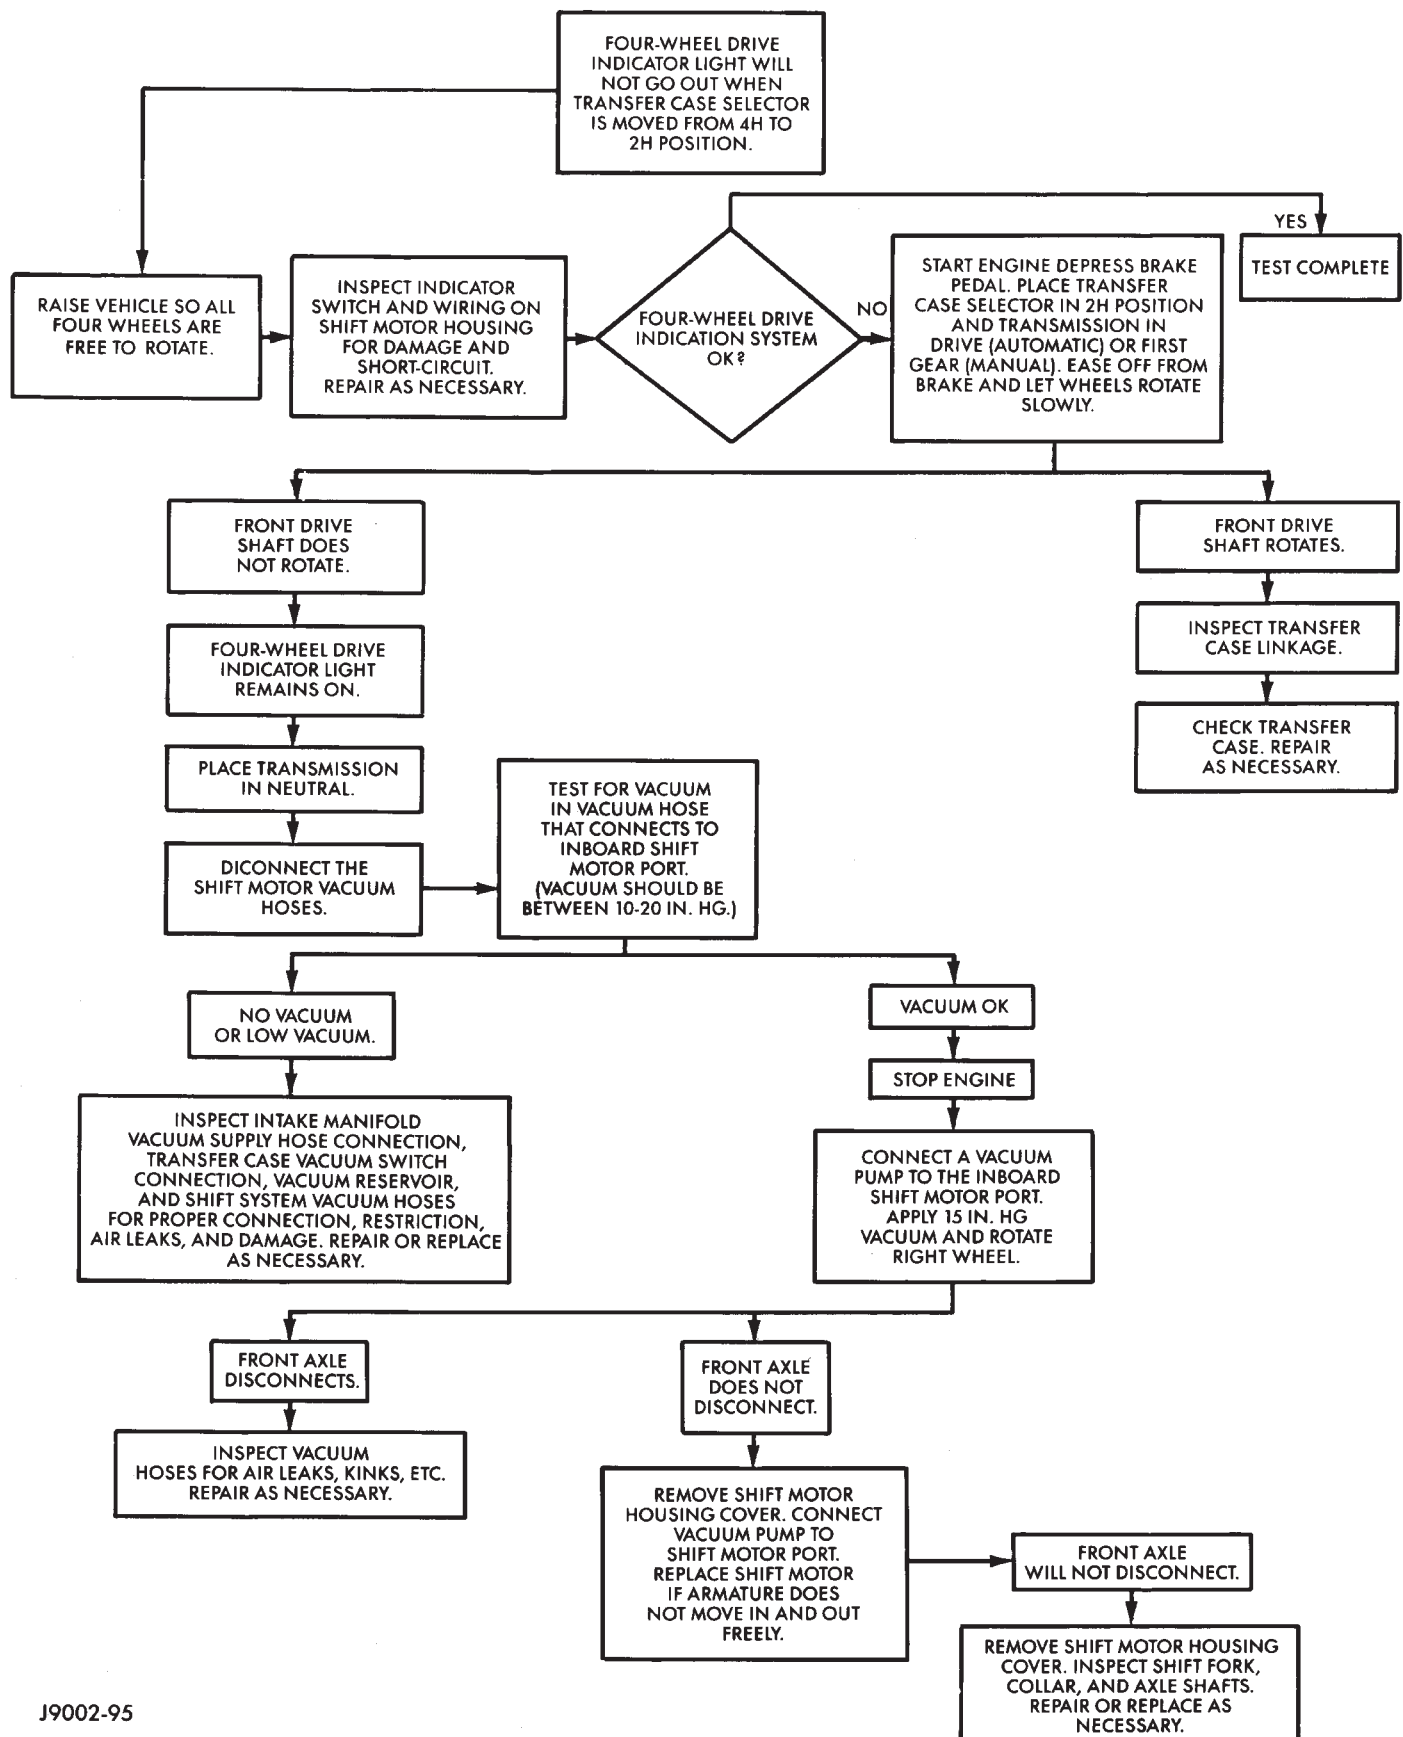 FOUR-WHEEL DRIVE
INDICATOR LIGHT WILL
NOT GO OUT WHEN
TRANSFER CASE SELECTOR
IS MOVED FROM 4H TO
2H POSITION.
RAISE VEHICLE SO ALL
FOUR WHEELS ARE
FREE TO ROTATE.
INSPECT INDICATOR
SWITCH AND WIRING ON
SHIFT MOTOR HOUSING
FOR DAMAGE AND
SHORT-CIRCUIT.
REPAIR AS NECESSARY.
FOUR-WHEEL DRIVE
INDICATION SYSTEM
OK?
YES
TEST COMPLETE
NO
START ENGINE DEPRESS BRAKE
PEDAL. PLACE TRANSFER
CASE SELECTOR IN 2H POSITION
AND TRANSMISSION IN
DRIVE (AUTOMATIC) OR FIRST
GEAR (MANUAL). EASE OFF FROM
BRAKE AND LET WHEELS ROTATE
SLOWLY.
FRONT DRIVE
SHAFT DOES
NOT ROTATE.
FOUR-WHEEL DRIVE
INDICATOR LIGHT
REMAINS ON.
PLACE TRANSMISSION
IN NEUTRAL.
DICONNECT THE
SHIFT MOTOR VACUUM
HOSES.
TEST FOR VACUUM
IN VACUUM HOSE
THAT CONNECTS TO
INBOARD SHIFT
MOTOR PORT.
(VACUUM SHOULD BE
BETWEEN 10-20 IN. HG.)
FRONT DRIVE
SHAFT ROTATES.
INSPECT TRANSFER
CASE LINKAGE.
CHECK TRANSFER
CASE. REPAIR
AS NECESSARY.
NO VACUUM
OR LOW VACUUM.
INSPECT INTAKE MANIFOLD
VACUUM SUPPLY HOSE CONNECTION,
TRANSFER CASE VACUUM SWITCH
CONNECTION, VACUUM RESERVOIR,
AND SHIFT SYSTEM VACUUM HOSES
FOR PROPER CONNECTION, RESTRICTION,
AIR LEAKS, AND DAMAGE. REPAIR OR REPLACE
AS NECESSARY.
VACUUM OK
STOP ENGINE
CONNECT A VACUUM
PUMP TO THE INBOARD
SHIFT MOTOR PORT.
APPLY 15 IN. HG
VACUUM AND ROTATE
RIGHT WHEEL.
FRONT AXLE
DISCONNECTS.
INSPECT VACUUM
HOSES FOR AIR LEAKS, KINKS, ETC.
REPAIR AS NECESSARY.
FRONT AXLE
DOES NOT
DISCONNECT.
REMOVE SHIFT MOTOR
HOUSING COVER. CONNECT
VACUUM PUMP TO
SHIFT MOTOR PORT.
REPLACE SHIFT MOTOR
IF ARMATURE DOES
NOT MOVE IN AND OUT
FREELY.
FRONT AXLE
WILL NOT DISCONNECT.
REMOVE SHIFT MOTOR HOUSING
COVER. INSPECT SHIFT FORK,
COLLAR, AND AXLE SHAFTS.
REPAIR OR REPLACE AS
NECESSARY.
J9002-95